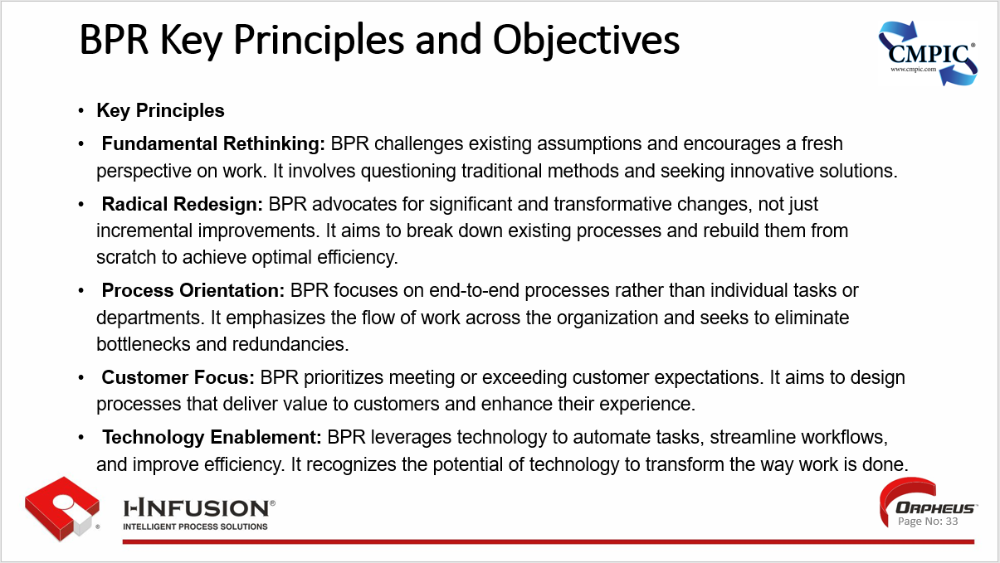 BPR Key Principles and Objectives
CMPIC®
www.cmpic.com
• Key Principles
• Fundamental Rethinking: BPR challenges existing assumptions and encourages a fresh
perspective on work. It involves questioning traditional methods and seeking innovative solutions.
• Radical Redesign: BPR advocates for significant and transformative changes, not just
incremental improvements. It aims to break down existing processes and rebuild them from
scratch to achieve optimal efficiency.
• Process Orientation: BPR focuses on end-to-end processes rather than individual tasks or
departments. It emphasizes the flow of work across the organization and seeks to eliminate
bottlenecks and redundancies.
• Customer Focus: BPR prioritizes meeting or exceeding customer expectations. It aims to design
processes that deliver value to customers and enhance their experience.
• Technology Enablement: BPR leverages technology to automate tasks, streamline workflows,
and improve efficiency. It recognizes the potential of technology to transform the way work is done.
®
I-INFUSION®
INTELLIGENT PROCESS SOLUTIONS
ORPHEUS™
Page No: 33